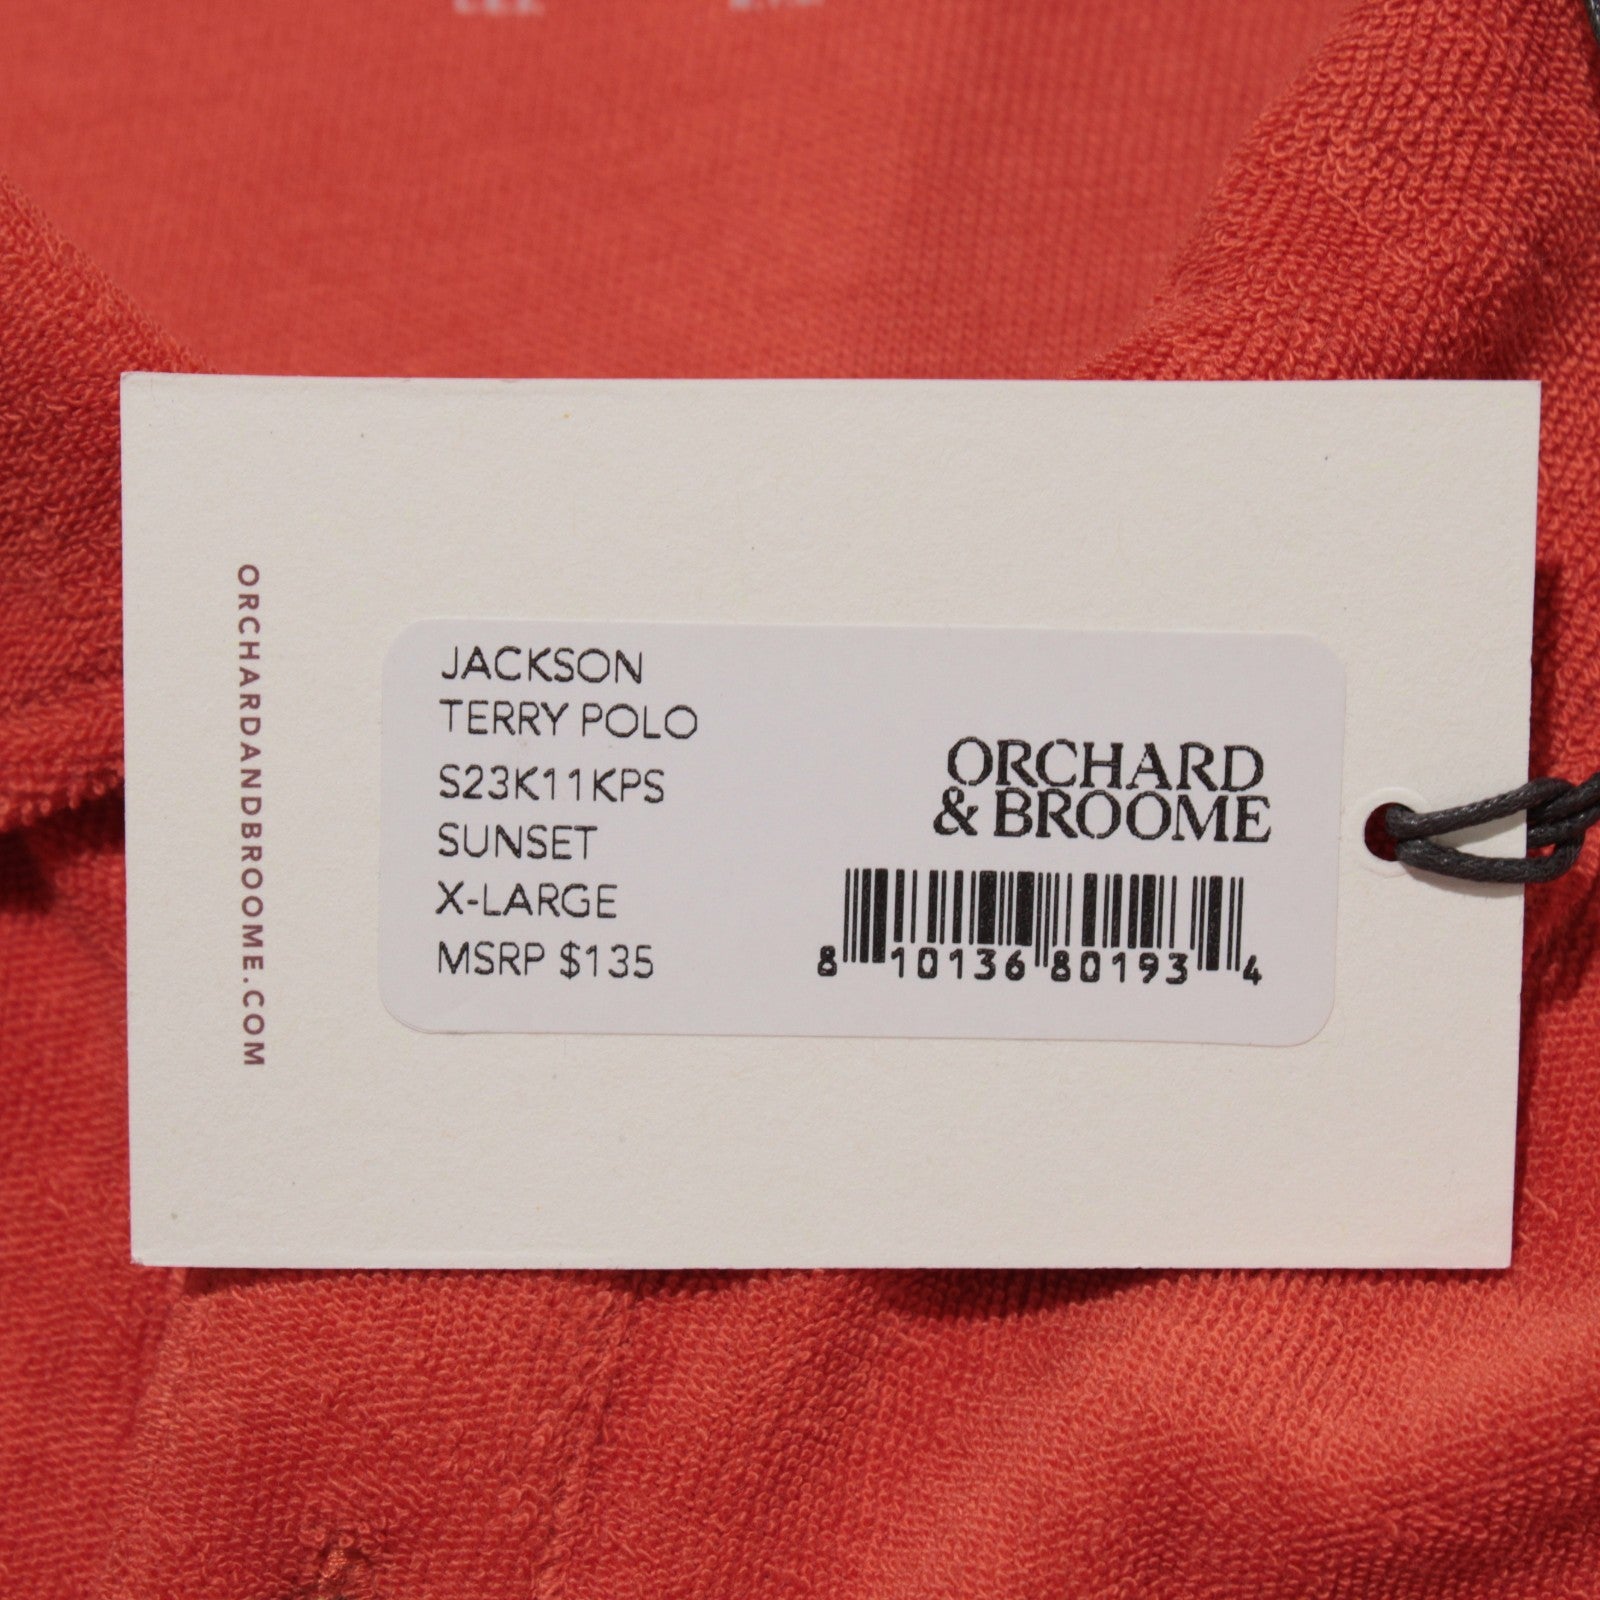 ORCHARDANDBROOME.COM
JACKSON
TERRY POLO
S23K11KPS
SUNSET
X-LARGE
MSRP $135
ORCHARD
& BROOME
8 10136 80193 4